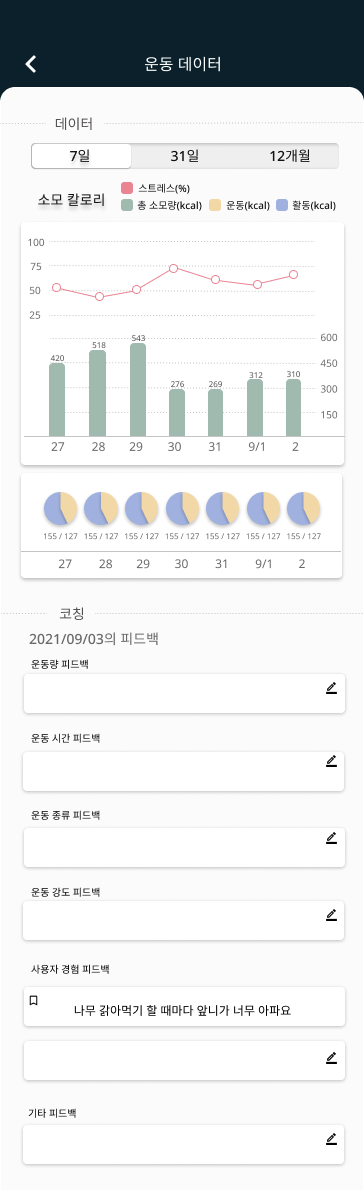 운동 데이터
데이터
7일 31일 12개월
소모 칼로리
스트레스(%)
총 소모량(kcal) 운동(kcal) 활동(kcal)
100
75
50
25
600
450
300
150
420 518 543 276 269 312 310
27 28 29 30 31 9/1 2
155 / 127 155 / 127 155 / 127 155 / 127 155 / 127 155 / 127 155 / 127
27 28 29 30 31 9/1 2
코칭
2021/09/03의 피드백
운동량 피드백
운동 시간 피드백
운동 종류 피드백
운동 강도 피드백
사용자 경험 피드백
나무 갉아먹기 할 때마다 앞니가 너무 아파요
기타 피드백